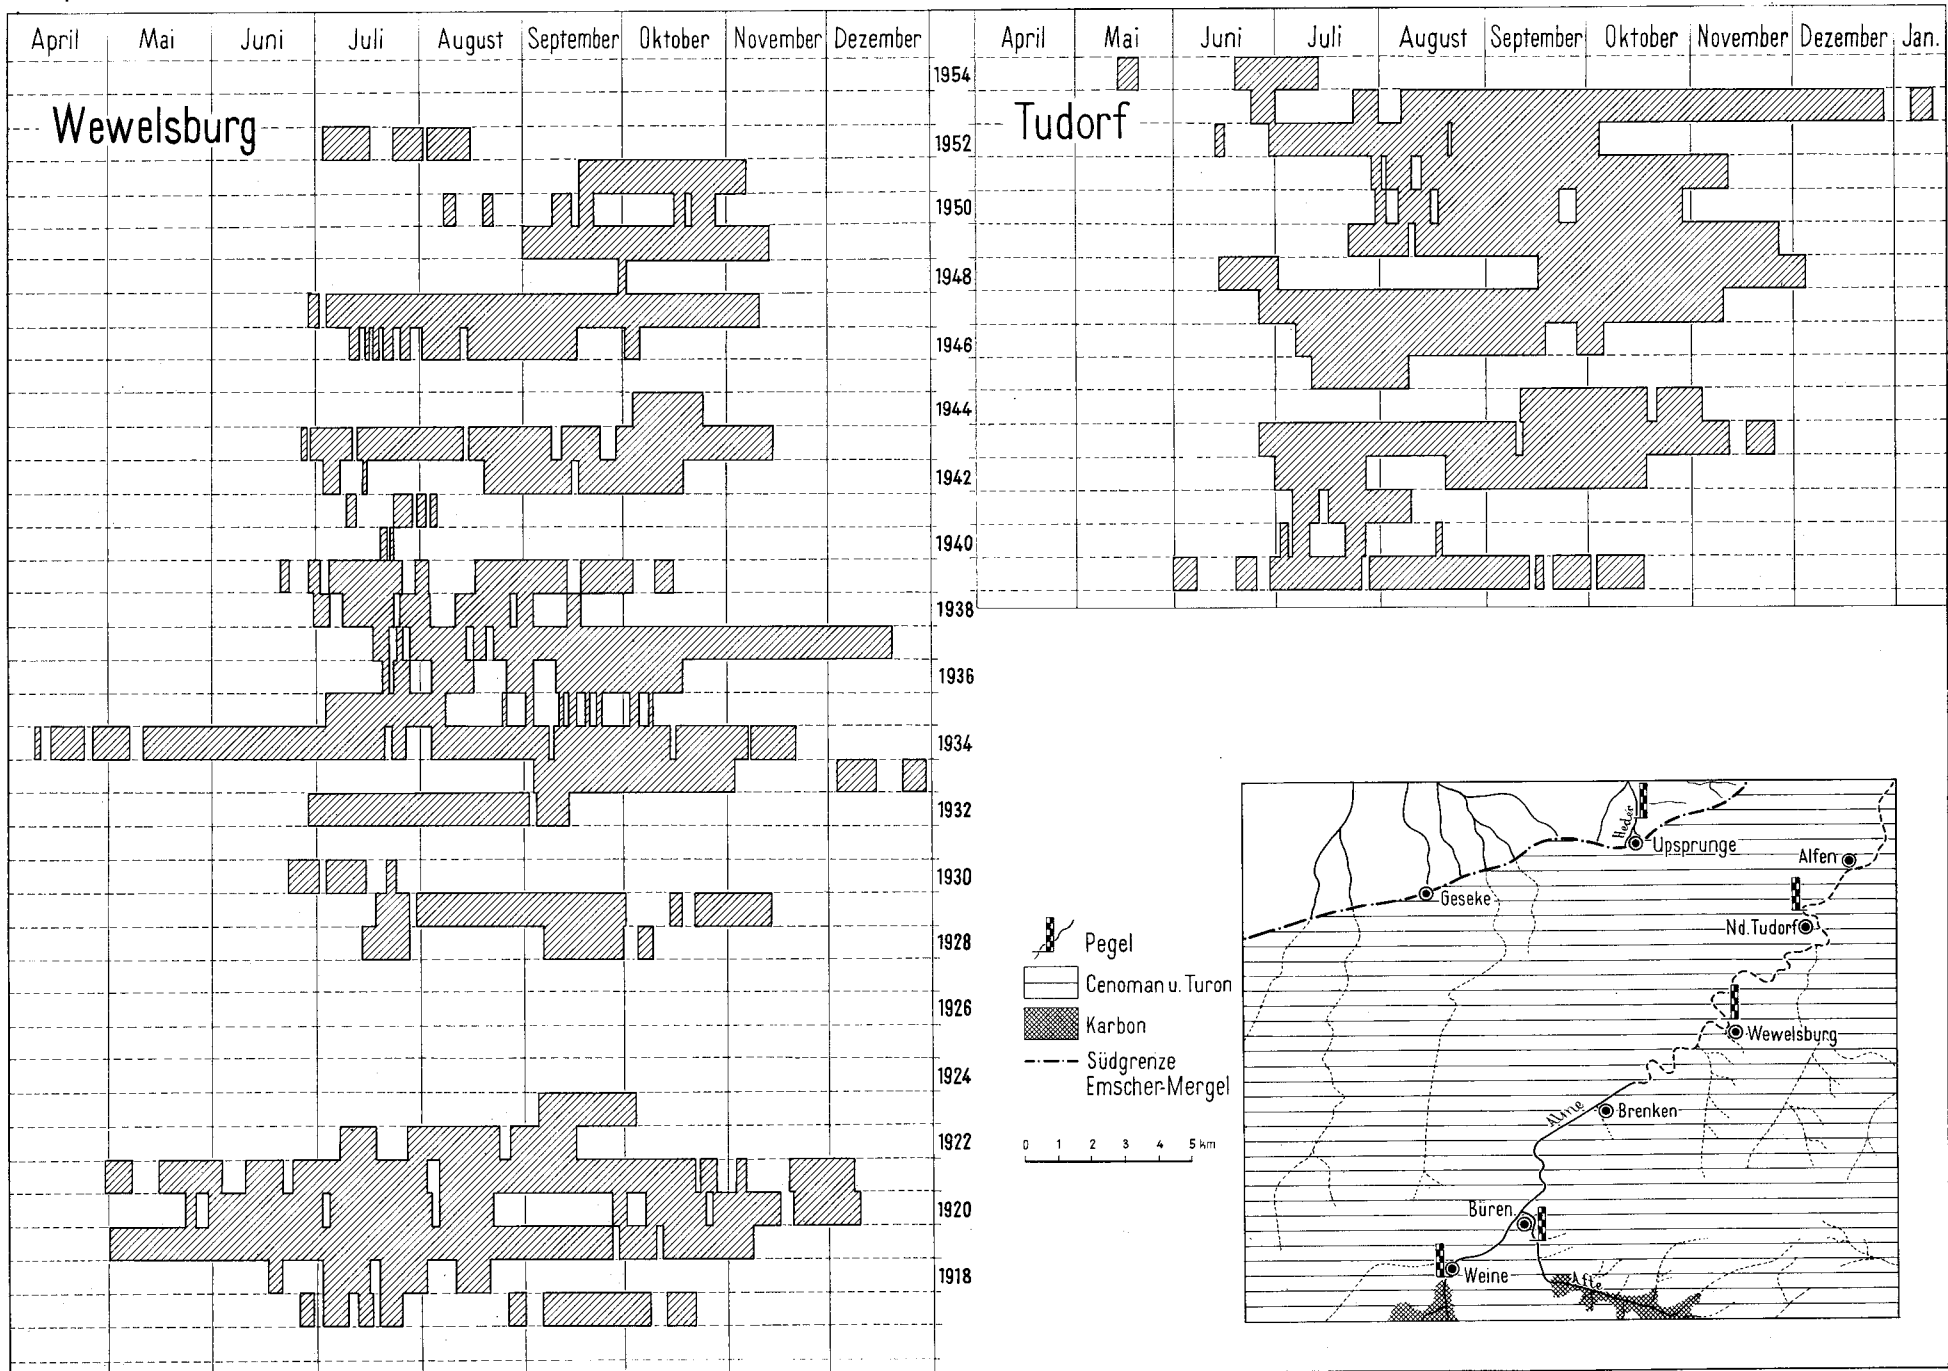 April Mai Juni Juli August September Oktober November Dezember
April Mai Juni Juli August September Oktober November Dezember Jan.
Wewelsburg
Tudorf
1954
1952
1950
1948
1946
1944
1942
1940
1938
1936
1934
1932
1930
1928
1926
1924
1922
1920
1918
Pegel
Cenoman u. Turon
Karbon
Südgrenze
Emscher-Mergel
0 1 2 3 4 5 km
Heder
Upsprunge
Alfen
Geseke
Nd. Tudorf
Wewelsburg
Alme
Brenken
Büren
Weine
Afte